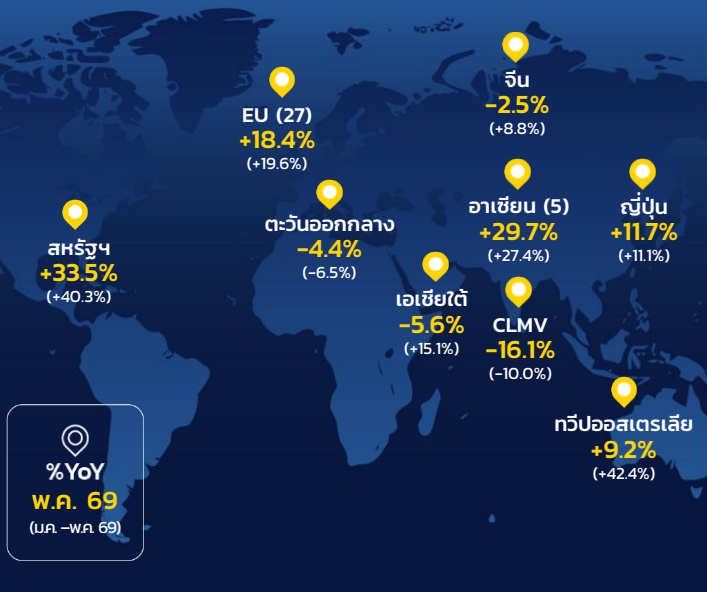 จีน
-2.5%
(+8.8%)
EU (27)
+18.4%
(+19.6%)
อาเซียน (5)
+29.7%
(+27.4%)
ญี่ปุ่น
+11.7%
(+11.1%)
ตะวันออกกลาง
-4.4%
(-6.5%)
สหรัฐฯ
+33.5%
(+40.3%)
เอเชียใต้
-5.6%
(+15.1%)
CLMV
-16.1%
(-10.0%)
ทวีปออสเตรเลีย
+9.2%
(+42.4%)
%YoY
พ.ค. 69
(ม.ค. –พ.ค. 69)